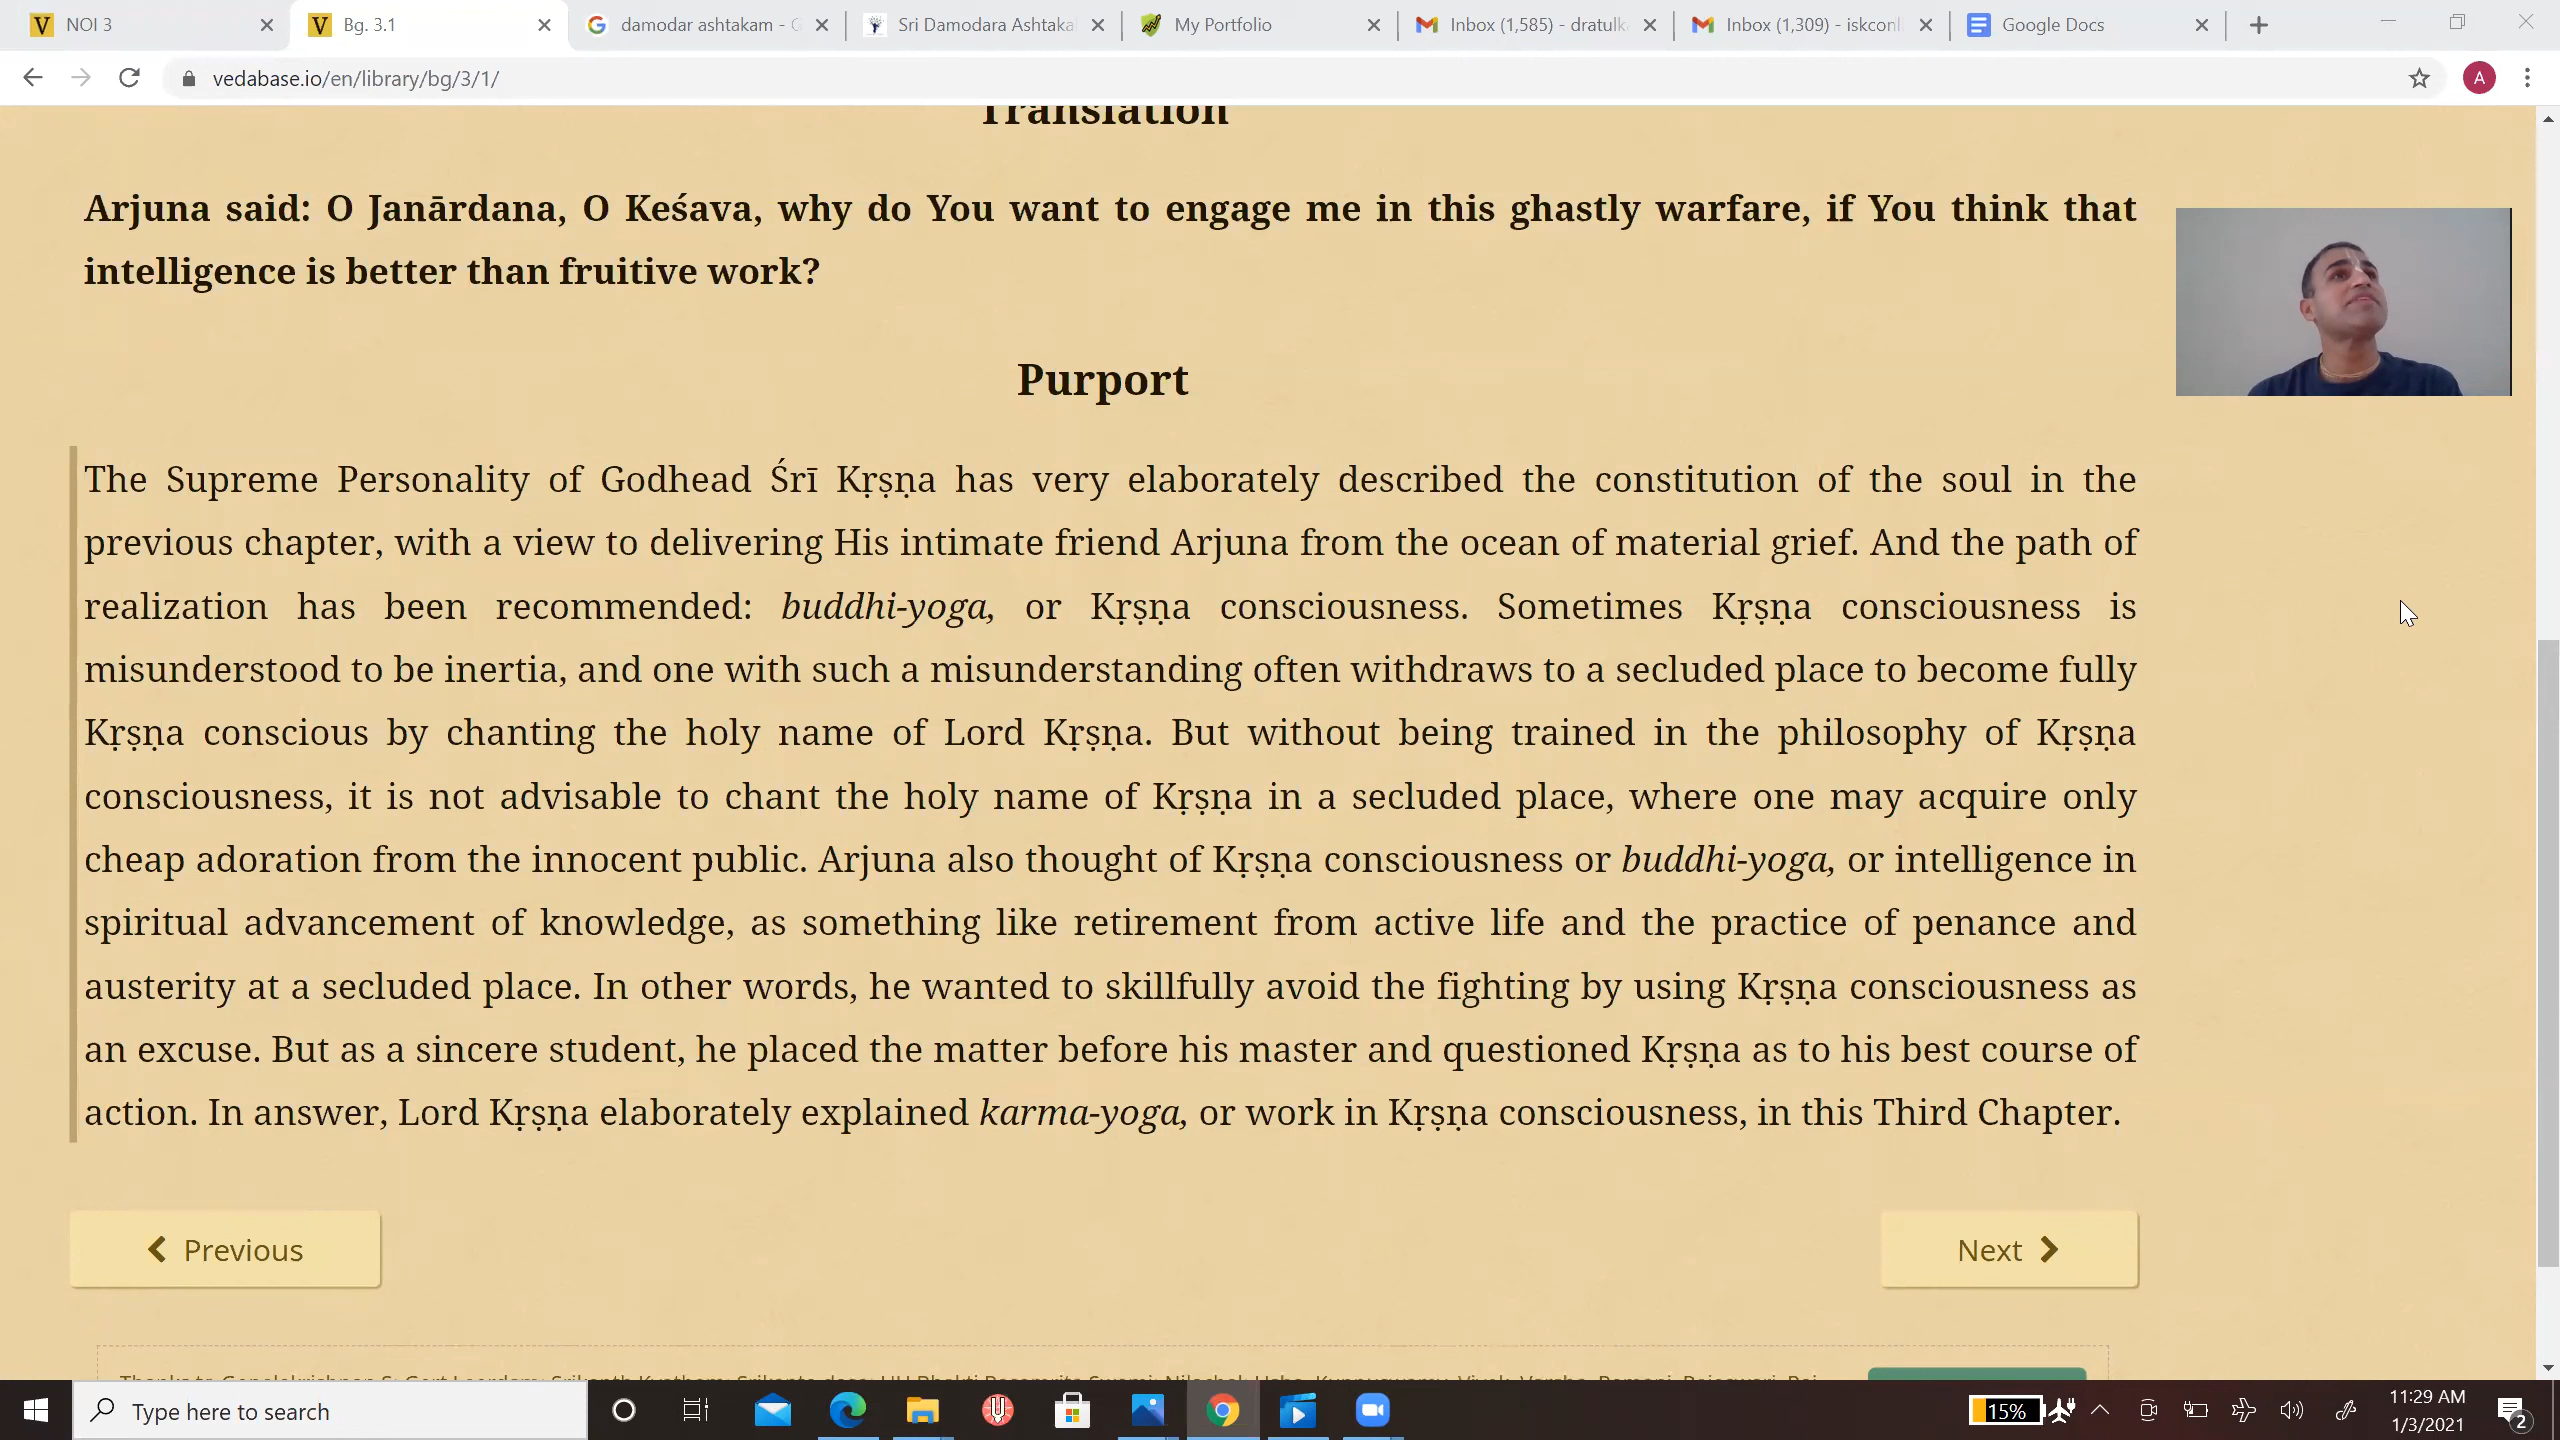 NOI 3
Bg. 3.1
damodar ashtakam - G
Sri Damodara Ashtaka
My Portfolio
Inbox (1,585) - dratulk
Inbox (1,309) - iskconl
Google Docs
vedabase.io/en/library/bg/3/1/
A
Translation
Arjuna said: O Janārdana, O Keśava, why do You want to engage me in this ghastly warfare, if You think that
intelligence is better than fruitive work?
Purport
The Supreme Personality of Godhead Śrī Kṛṣṇa has very elaborately described the constitution of the soul in the
previous chapter, with a view to delivering His intimate friend Arjuna from the ocean of material grief. And the path of
realization has been recommended: buddhi-yoga, or Kṛṣṇa consciousness. Sometimes Kṛṣṇa consciousness is
misunderstood to be inertia, and one with such a misunderstanding often withdraws to a secluded place to become fully
Kṛṣṇa conscious by chanting the holy name of Lord Kṛṣṇa. But without being trained in the philosophy of Kṛṣṇa
consciousness, it is not advisable to chant the holy name of Kṛṣṇa in a secluded place, where one may acquire only
cheap adoration from the innocent public. Arjuna also thought of Kṛṣṇa consciousness or buddhi-yoga, or intelligence in
spiritual advancement of knowledge, as something like retirement from active life and the practice of penance and
austerity at a secluded place. In other words, he wanted to skillfully avoid the fighting by using Kṛṣṇa consciousness as
an excuse. But as a sincere student, he placed the matter before his master and questioned Kṛṣṇa as to his best course of
action. In answer, Lord Kṛṣṇa elaborately explained karma-yoga, or work in Kṛṣṇa consciousness, in this Third Chapter.
Previous
Next
Type here to search
15%
11:29 AM
1/3/2021
2